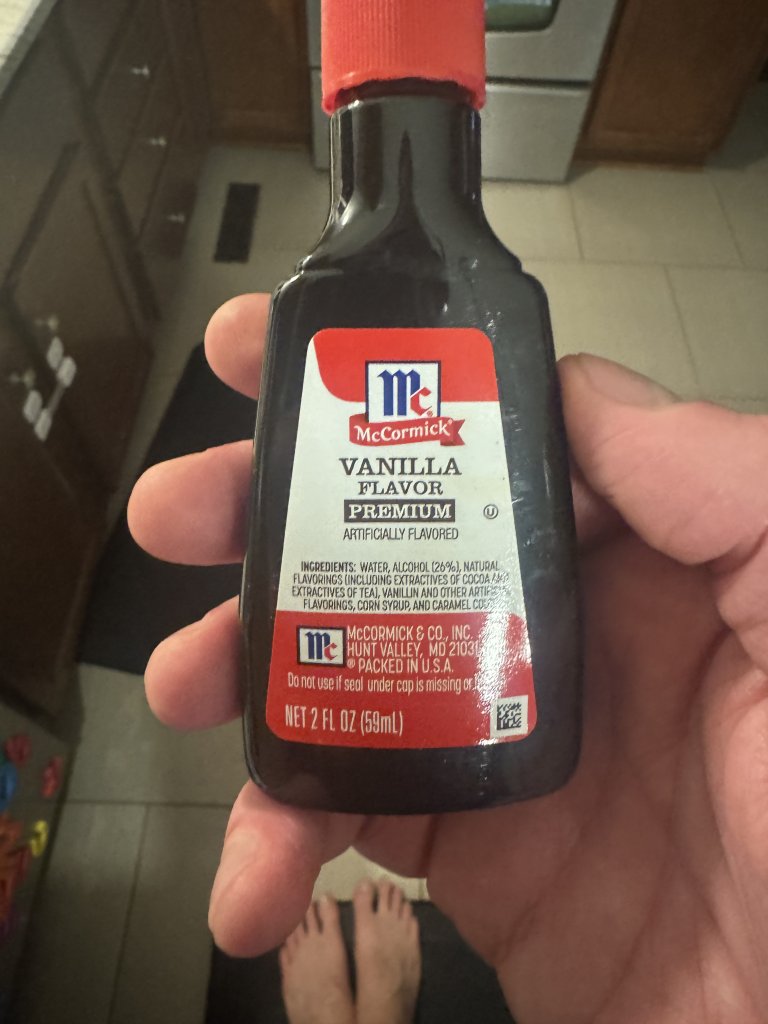 Mc
McCormick®
VANILLA
FLAVOR
PREMIUM
U
ARTIFICIALLY FLAVORED
INGREDIENTS: WATER, ALCOHOL (26%), NATURAL
FLAVORINGS (INCLUDING EXTRACTIVES OF COCOA AND
EXTRACTIVES OF TEA), VANILLIN AND OTHER ARTIFICIAL
FLAVORINGS, CORN SYRUP, AND CARAMEL
Mc
McCORMICK & CO., INC.
HUNT VALLEY, MD 21031
® PACKED IN U.S.A.
Do not use if seal under cap is missing or
NET 2 FL OZ (59mL)